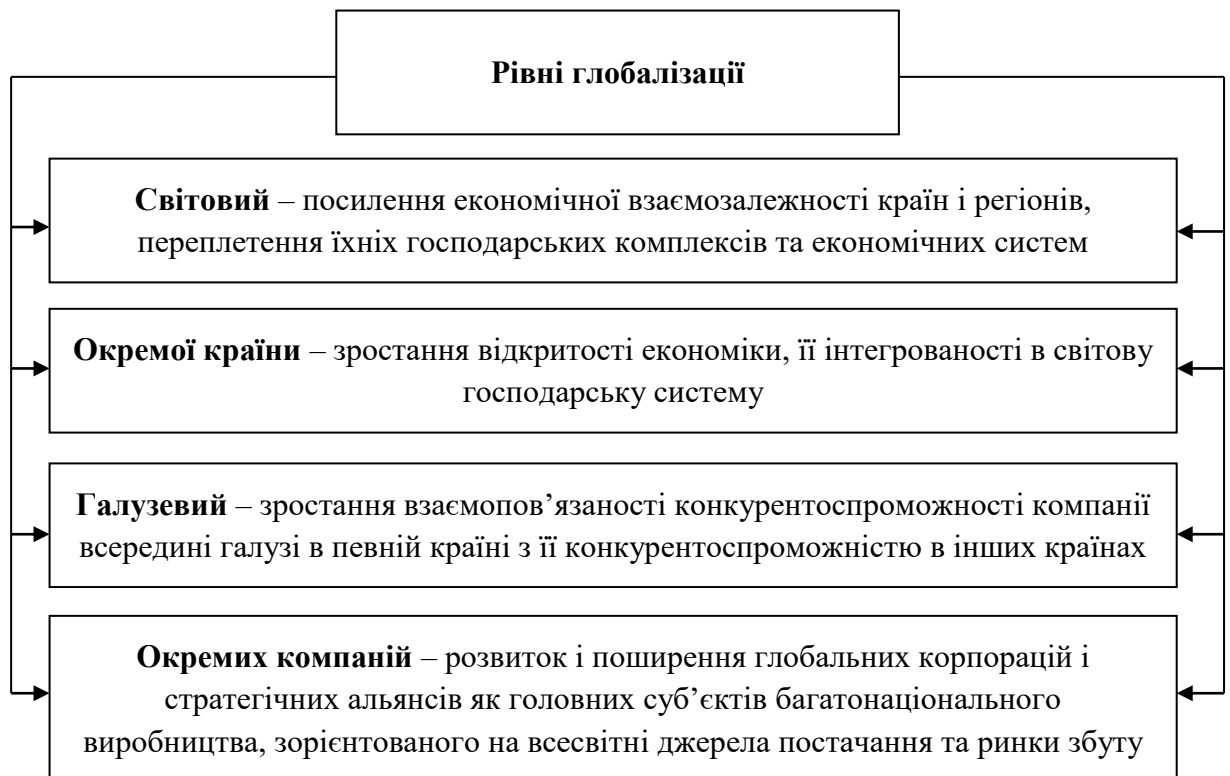 Рівні глобалізації
Світовий – посилення економічної взаємозалежності країн і регіонів,
переплетення їхніх господарських комплексів та економічних систем
Окремої країни – зростання відкритості економіки, її інтегрованості в світову
господарську систему
Галузевий – зростання взаємопов’язаності конкурентоспроможності компанії
всередині галузі в певній країні з її конкурентоспроможністю в інших країнах
Окремих компаній – розвиток і поширення глобальних корпорацій і
стратегічних альянсів як головних суб’єктів багатонаціонального
виробництва, зорієнтованого на всесвітні джерела постачання та ринки збуту